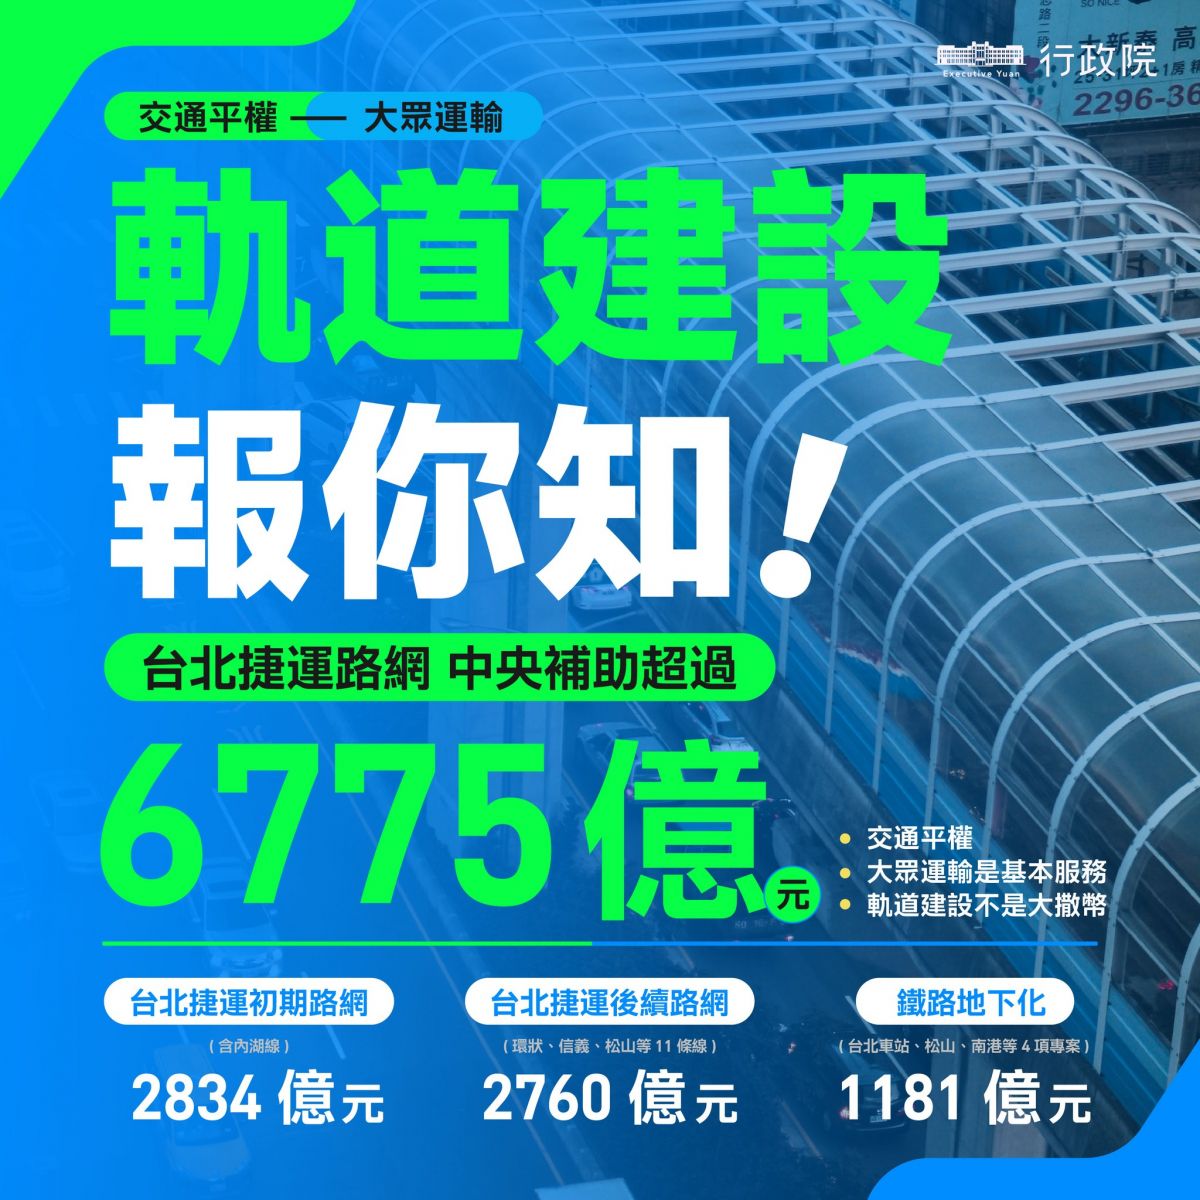 行政院
Executive Yuan
SO NICE
2296-36
交通平權 — 大眾運輸
軌道建設
報你知！
台北捷運路網 中央補助超過
6775億元
• 交通平權
• 大眾運輸是基本服務
• 軌道建設不是大撒幣
台北捷運初期路網
(含內湖線)
2834 億元
台北捷運後續路網
(環狀、信義、松山等 11 條線)
2760 億元
鐵路地下化
(台北車站、松山、南港等 4 項專案)
1181 億元